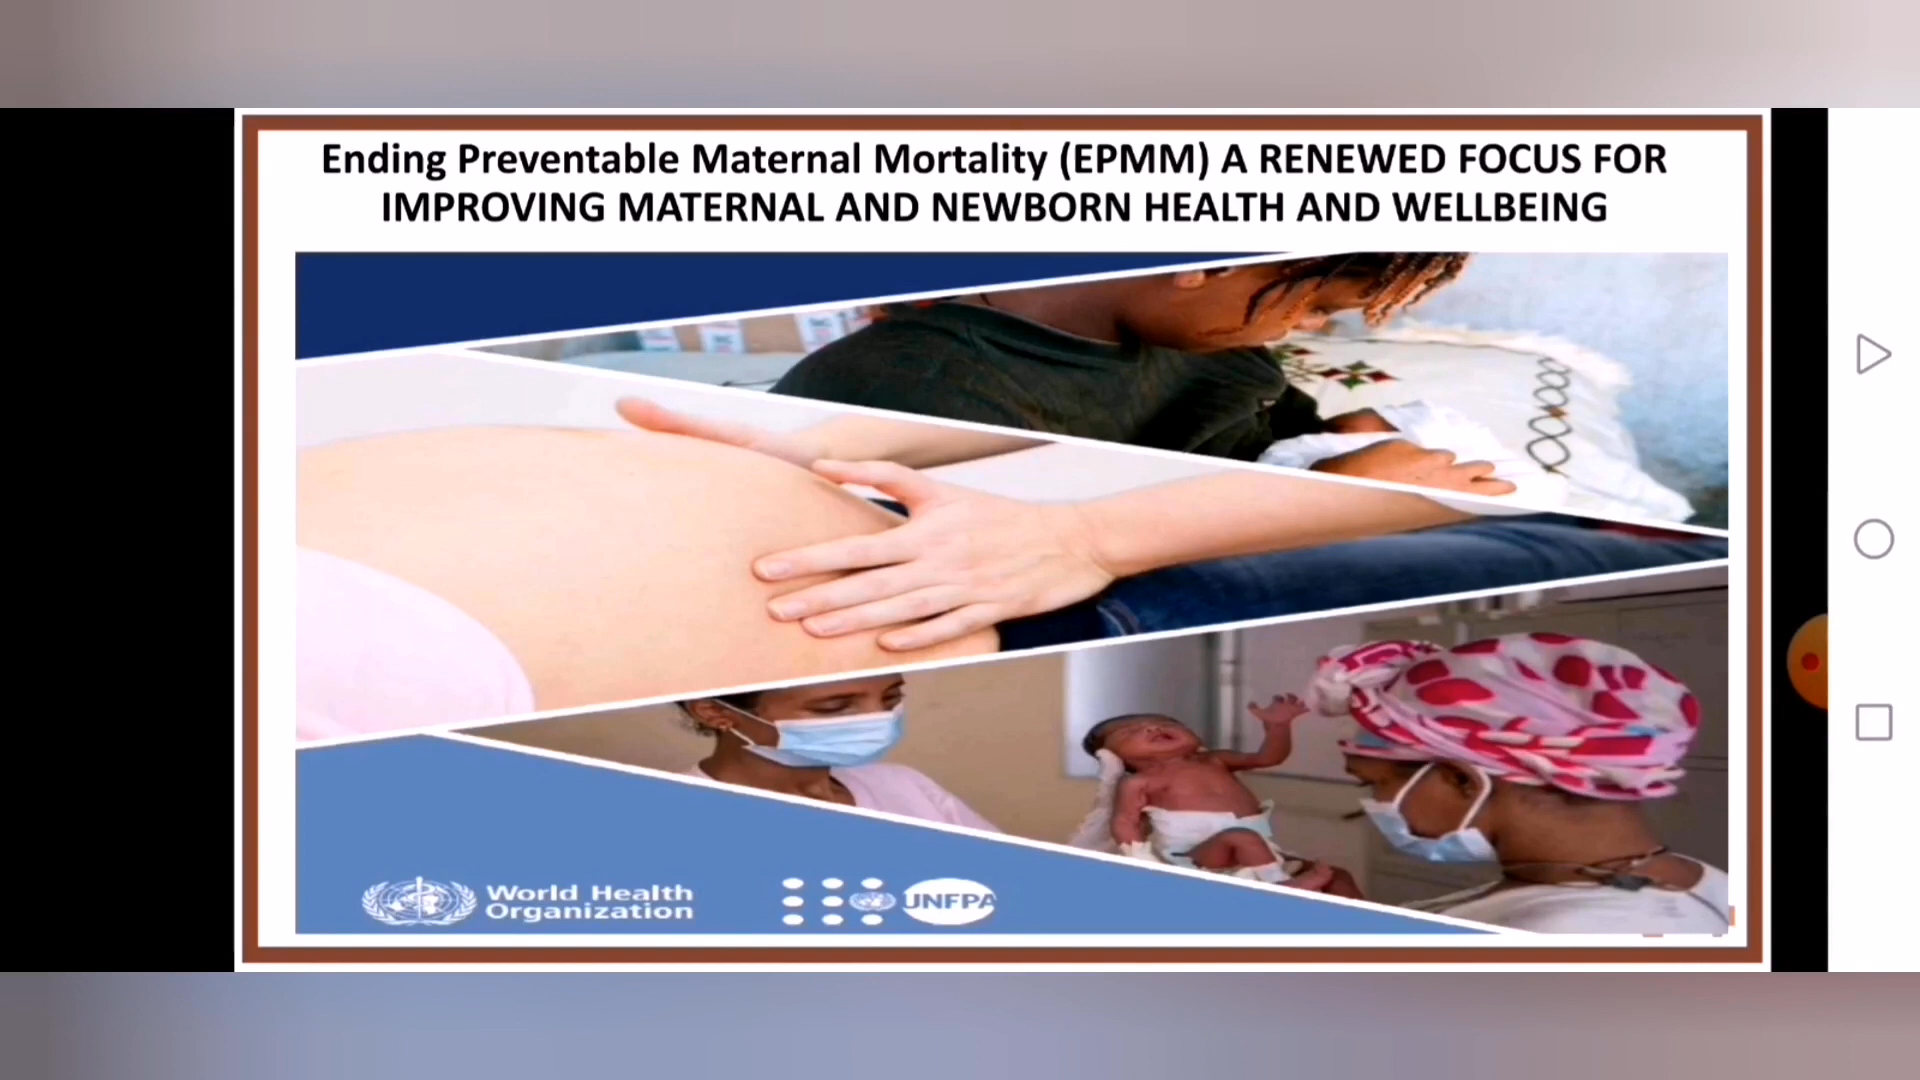 Ending Preventable Maternal Mortality (EPMM) A RENEWED FOCUS FOR
IMPROVING MATERNAL AND NEWBORN HEALTH AND WELLBEING
World Health
Organization
UNFPA